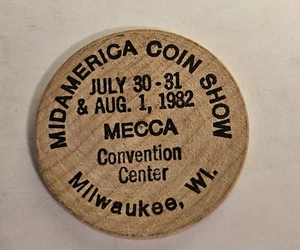 MIDAMERICA COIN SHOW
JULY 30-31
& AUG. 1, 1982
MECCA
Convention
Center
Milwaukee, WI.